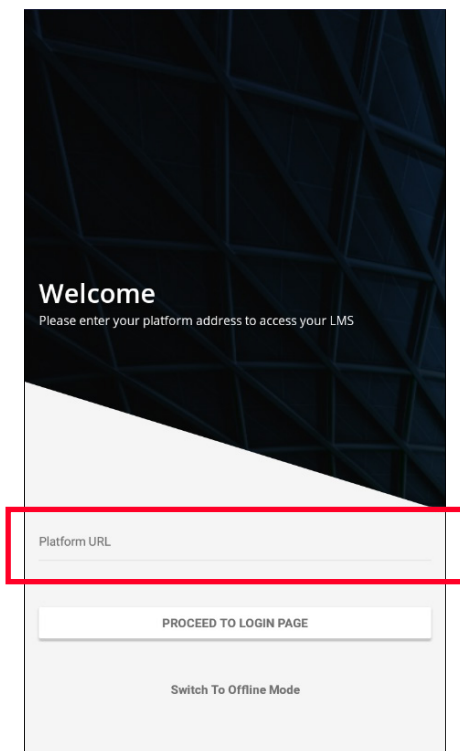 Welcome
Please enter your platform address to access your LMS
Platform URL
PROCEED TO LOGIN PAGE
Switch To Offline Mode